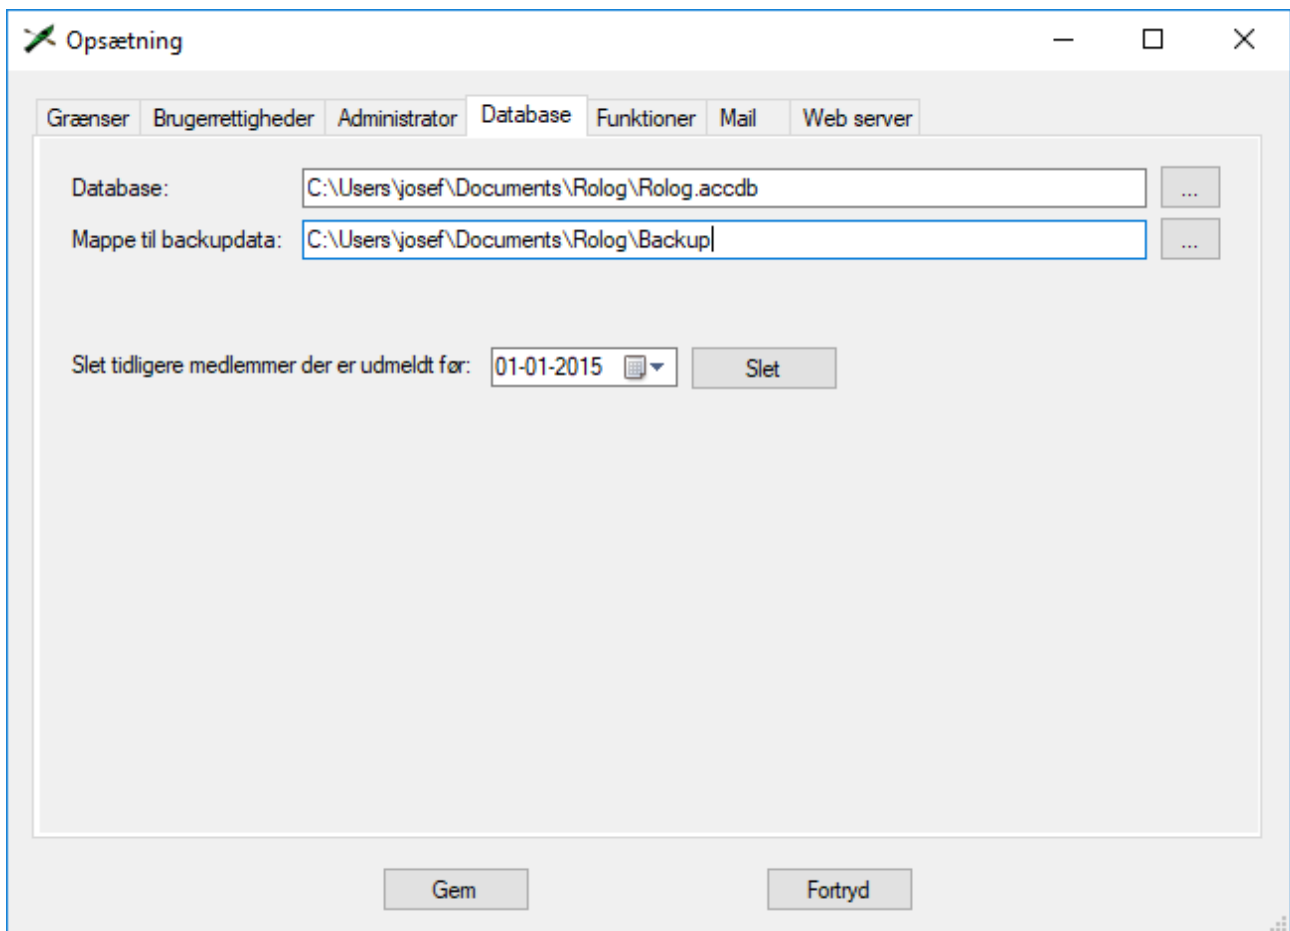 Opsætning
Grænser Brugerrettigheder Administrator Database Funktioner Mail Web server
Database: C:\Users\josef\Documents\Rolog\Rolog.accdb ...
Mappe til backupdata: C:\Users\josef\Documents\Rolog\Backup ...
Slet tidligere medlemmer der er udmeldt før: 01-01-2015 Slet
Gem Fortryd